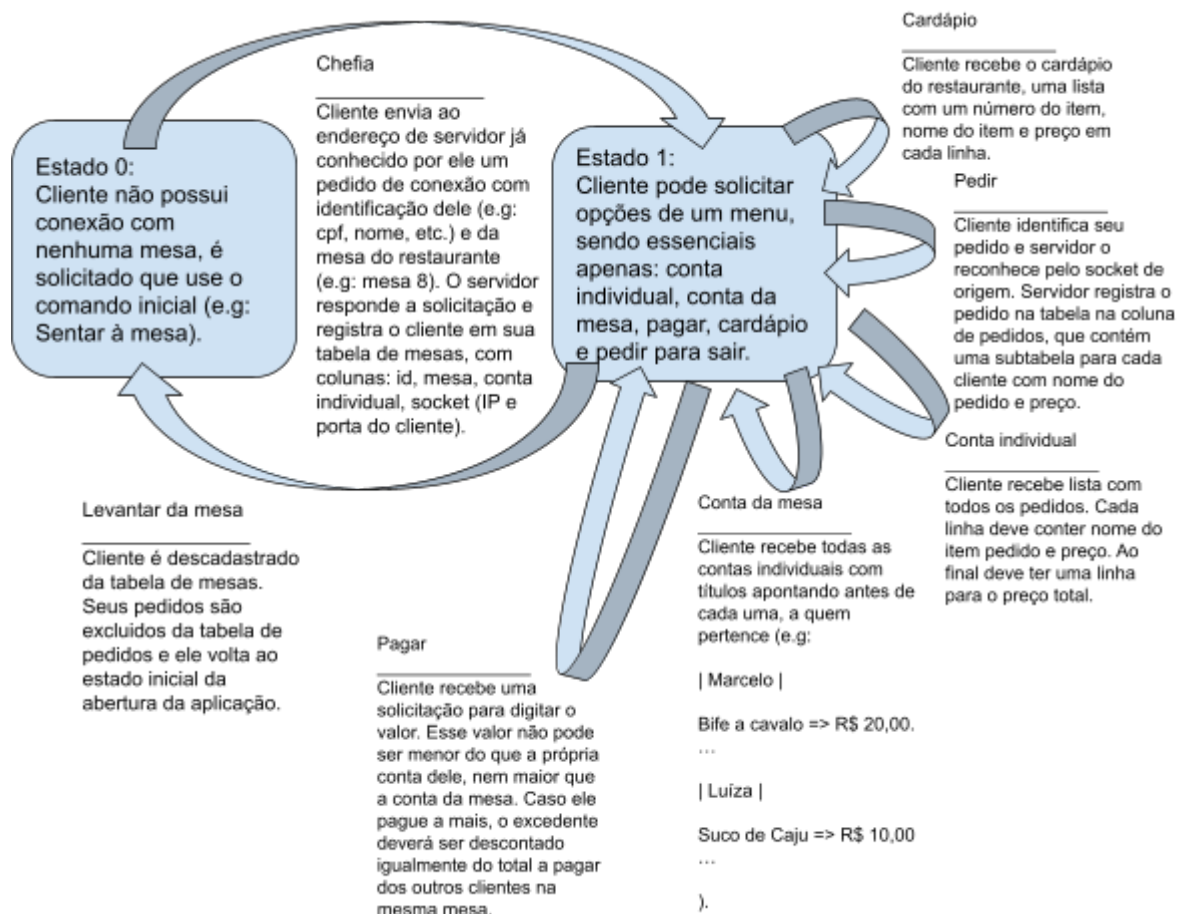 Chefia
Cliente envia ao
endereço de servidor já
conhecido por ele um
pedido de conexão com
identificação dele (e.g:
cpf, nome, etc.) e da
mesa do restaurante
(e.g: mesa 8). O servidor
responde a solicitação e
registra o cliente em sua
tabela de mesas, com
colunas: id, mesa, conta
individual, socket (IP e
porta do cliente).
Estado 0:
Cliente não possui
conexão com
nenhuma mesa, é
solicitado que use o
comando inicial (e.g:
Sentar à mesa).
Estado 1:
Cliente pode solicitar
opções de um menu,
sendo essenciais
apenas: conta
individual, conta da
mesa, pagar, cardápio
e pedir para sair.
Cardápio
Cliente recebe o cardápio
do restaurante, uma lista
com um número do item,
nome do item e preço em
cada linha.
Pedir
Cliente identifica seu
pedido e servidor o
reconhece pelo socket de
origem. Servidor registra o
pedido na tabela na coluna
de pedidos, que contém
uma subtabela para cada
cliente com nome do
pedido e preço.
Conta individual
Cliente recebe lista com
todos os pedidos. Cada
linha deve conter nome do
item pedido e preço. Ao
final deve ter uma linha
para o preço total.
Levantar da mesa
Cliente é descadastrado
da tabela de mesas.
Seus pedidos são
excluidos da tabela de
pedidos e ele volta ao
estado inicial da
abertura da aplicação.
Pagar
Cliente recebe uma
solicitação para digitar o
valor. Esse valor não pode
ser menor do que a própria
conta dele, nem maior que
a conta da mesa. Caso ele
pague a mais, o excedente
deverá ser descontado
igualmente do total a pagar
dos outros clientes na
mesma mesa.
Conta da mesa
Cliente recebe todas as
contas individuais com
títulos apontando antes de
cada uma, a quem
pertence (e.g:
| Marcelo |
Bife a cavalo => R$ 20,00.
…
| Luíza |
Suco de Caju => R$ 10,00
…
).